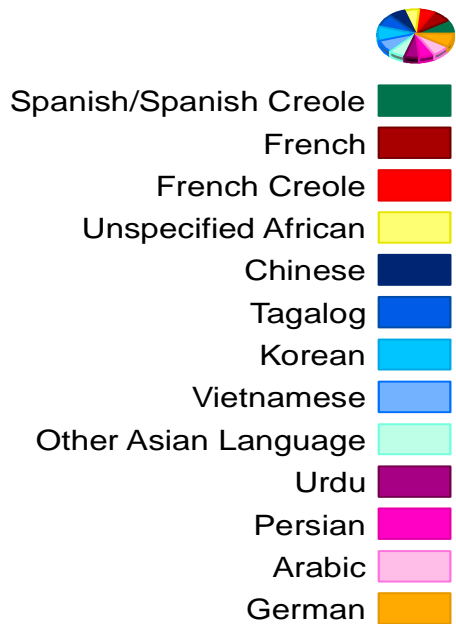 Spanish/Spanish Creole
French
French Creole
Unspecified African
Chinese
Tagalog
Korean
Vietnamese
Other Asian Language
Urdu
Persian
Arabic
German